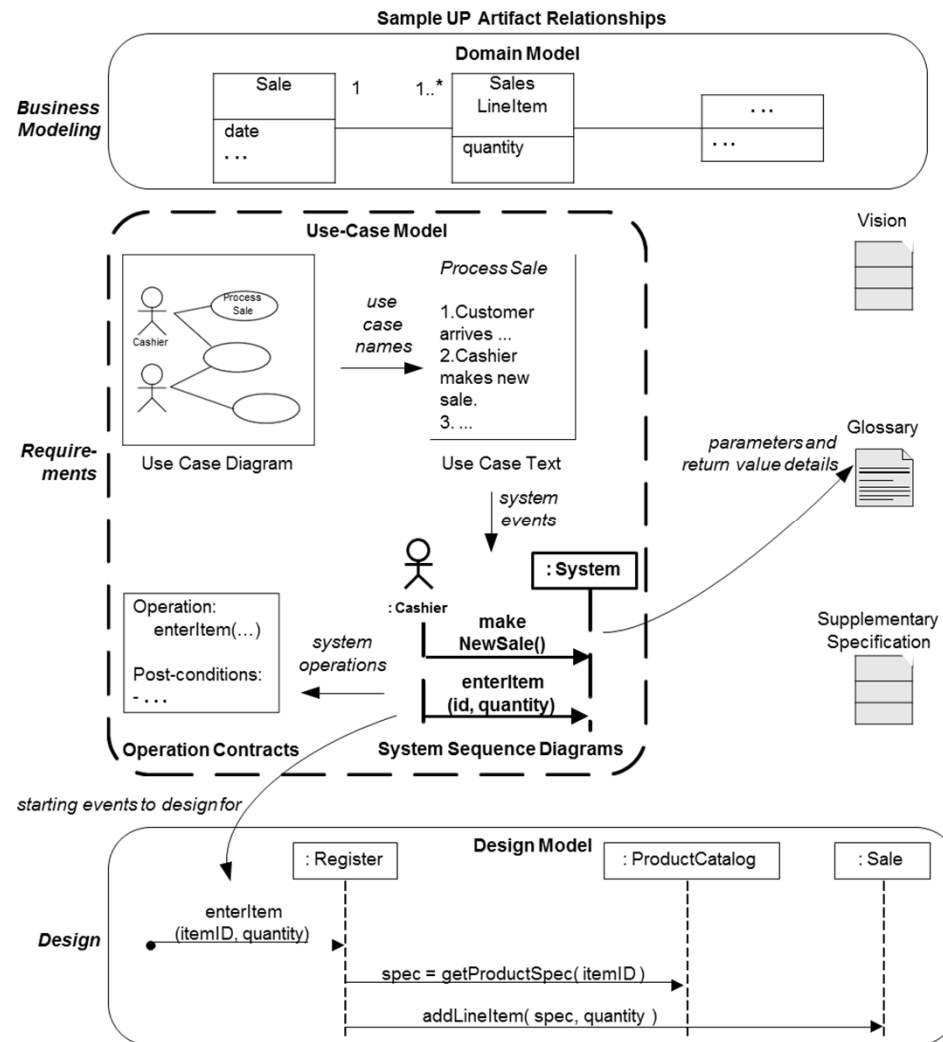 Sample UP Artifact Relationships
Domain Model
Business
Modeling
Sale
1
1..*
Sales
LineItem
date
...
quantity
...
...
Use-Case Model
Vision
Process
Sale
Cashier
Use Case Diagram
use
case
names
Process Sale
1.Customer
arrives ...
2.Cashier
makes new
sale.
3. ...
Use Case Text
Require-
ments
parameters and
return value details
Glossary
system
events
: Cashier
: System
make
NewSale()
enterItem
(id, quantity)
system
operations
Operation:
enterItem(...)
Post-conditions:
- ...
Supplementary
Specification
Operation Contracts
System Sequence Diagrams
starting events to design for
Design Model
Design
: Register
: ProductCatalog
: Sale
enterItem
(itemID, quantity)
spec = getProductSpec( itemID )
addLineItem( spec, quantity )